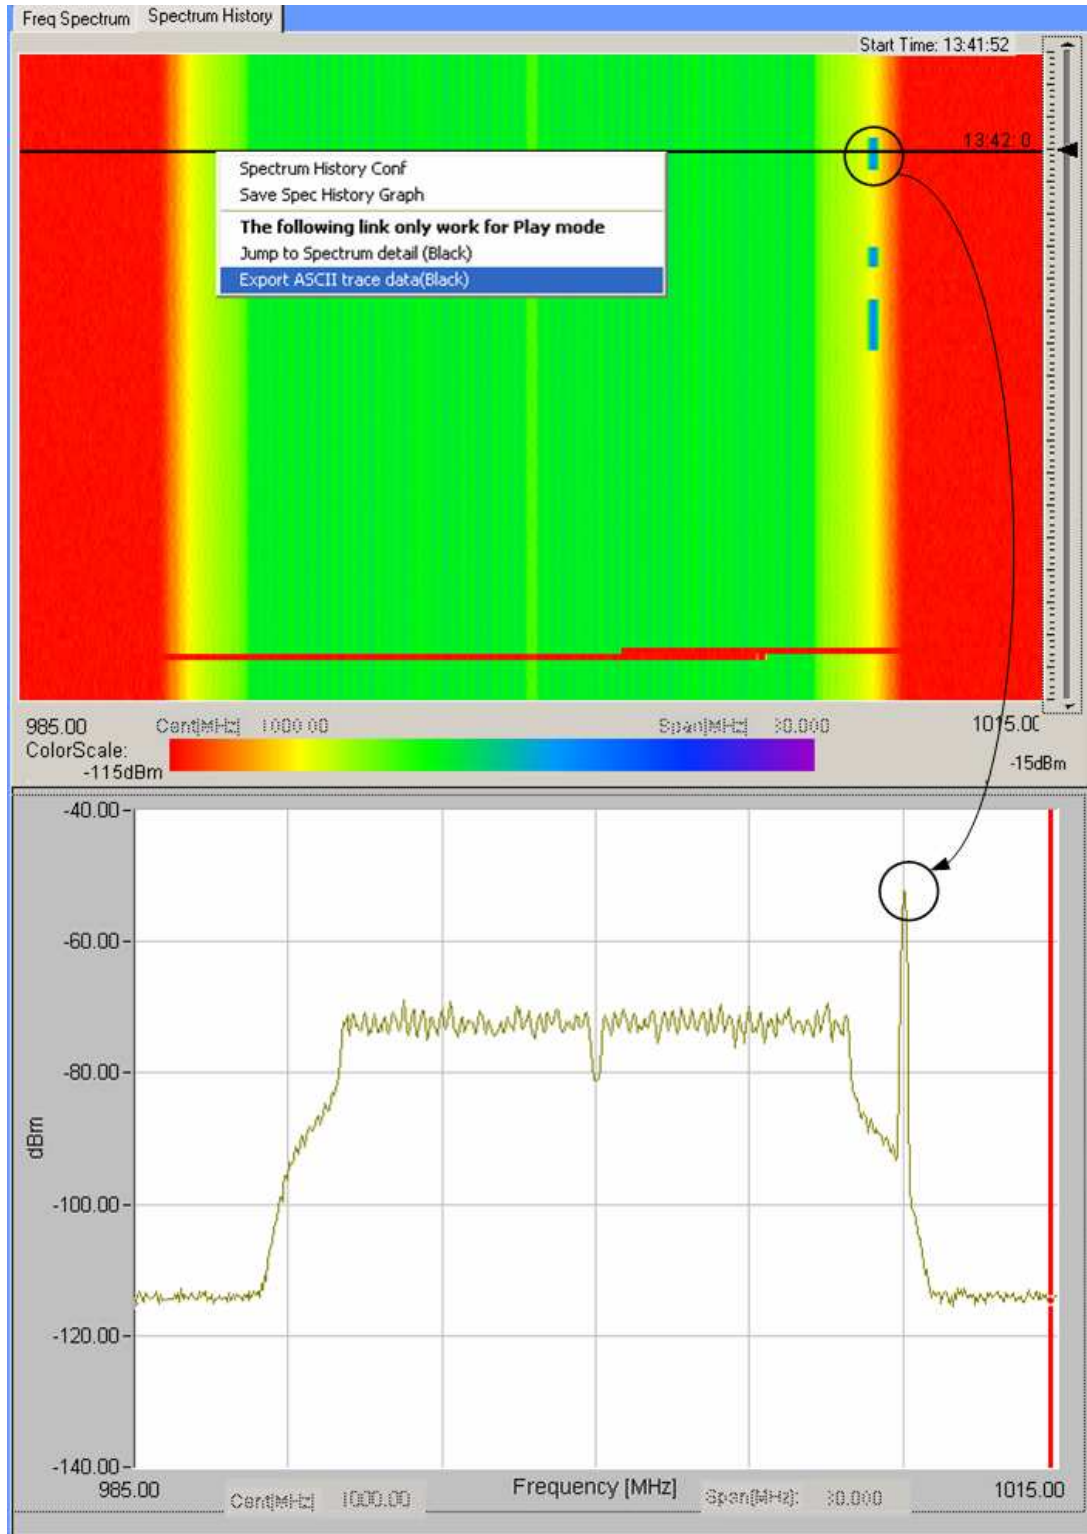 Freq Spectrum Spectrum History
Start Time: 13:41:52
13:42: 0
Spectrum History Conf
Save Spec History Graph
The following link only work for Play mode
Jump to Spectrum detail (Black)
Export ASCII trace data(Black)
985.00 Cent[MHz] 1000.00 Span[MHz] 30.000 1015.00
ColorScale:
-115dBm -15dBm
-40.00
-60.00
-80.00
dBm
-100.00
-120.00
-140.00
985.00 Frequency [MHz] 1015.00
Cent[MHz] 1000.00 Span[MHz]: 30.000